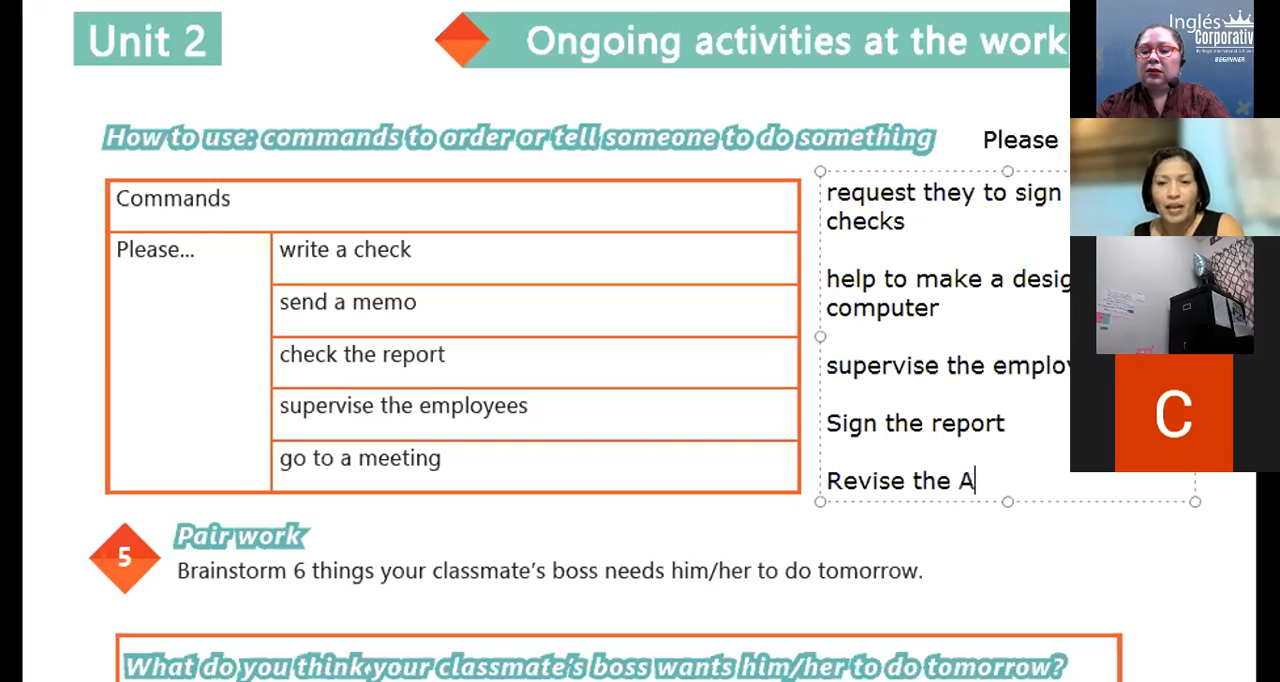 Unit 2
Ongoing activities at the work
Inglés
Corporativ
BEGINNER
How to use: commands to order or tell someone to do something
Please
Commands
Please...
write a check
send a memo
check the report
supervise the employees
go to a meeting
request they to sign
checks
help to make a desig
computer
supervise the employ
Sign the report
Revise the A
C
5
Pair work
Brainstorm 6 things your classmate's boss needs him/her to do tomorrow.
What do you think your classmate's boss wants him/her to do tomorrow?